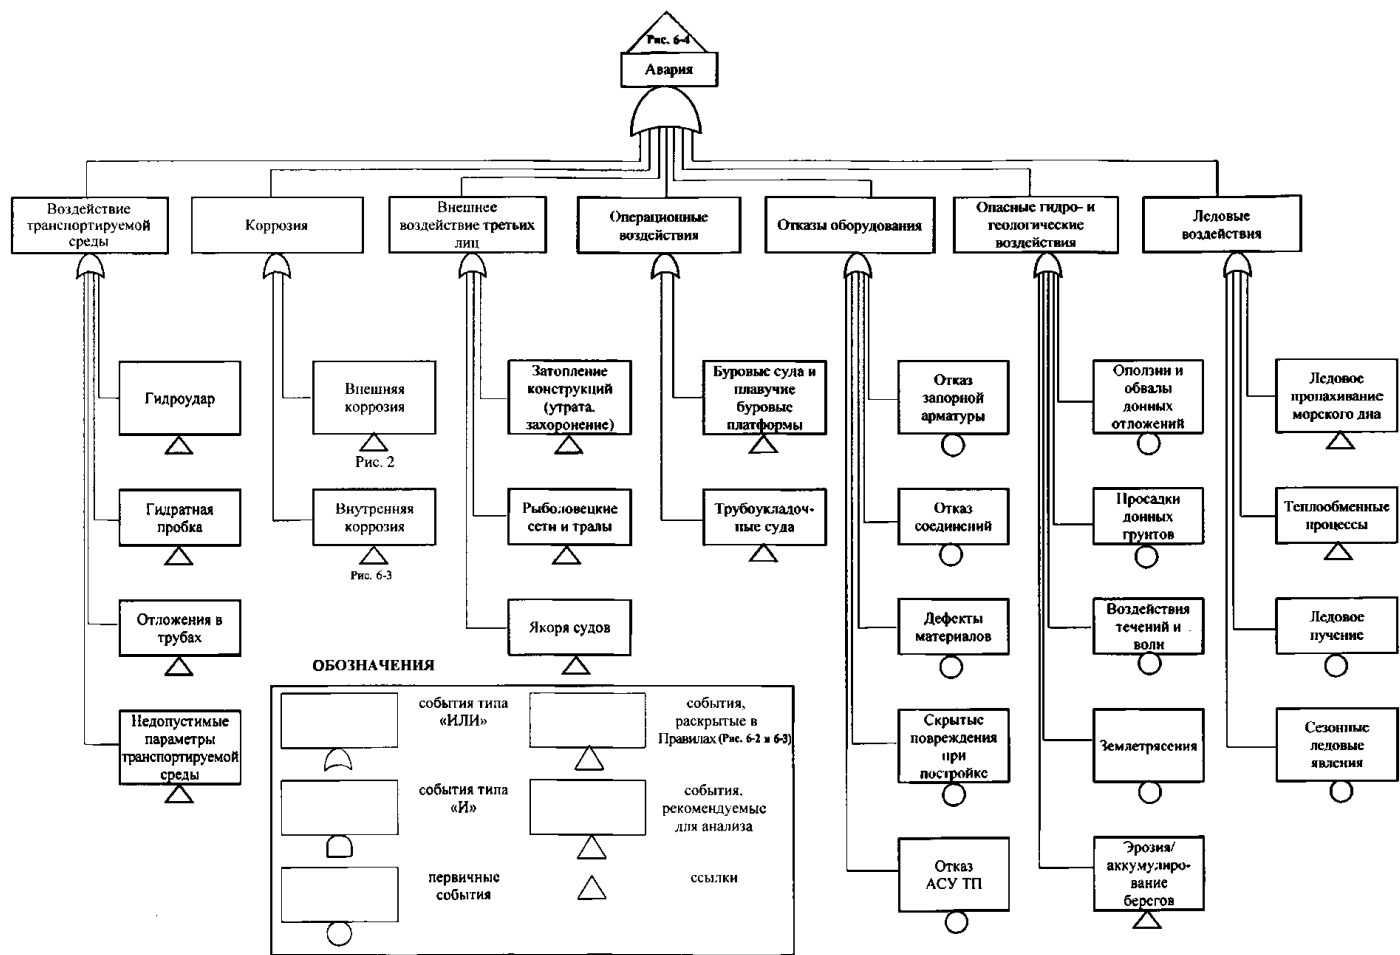 Рис. 6-4
Авария
Воздействие
транспортируемой
среды
Коррозия
Внешнее
воздействие третьих
лиц
Операционные
воздействия
Отказы оборудования
Опасные гидро- и
геологические
воздействия
Ледовые
воздействия
Гидроудар
Внешняя
коррозия
Рис. 2
Затопление
конструкций
(утрата,
захоронение)
Буровые суда и
плавучие
буровые
платформы
Отказ
запорной
арматуры
Оползни и
обвалы
донных
отложений
Ледовое
пропахивание
морского дна
Гидратная
пробка
Внутренняя
коррозия
Рис. 6-3
Рыболовецкие
сети и тралы
Трубоукладоч-
ные суда
Отказ
соединений
Просадки
донных
грунтов
Теплообменные
процессы
Отложения в
трубах
Якоря судов
Дефекты
материалов
Воздействия
течений и
волн
Ледовое
пучение
Недопустимые
параметры
транспортируемой
среды
Скрытые
повреждения
при
постройке
Землетрясения
Сезонные
ледовые
явления
Отказ
АСУ ТП
Эрозия/
аккумулиро-
вание
берегов
ОБОЗНАЧЕНИЯ
события типа
«ИЛИ»
события,
раскрытые в
Правилах (Рис. 6-2 и 6-3)
события типа
«И»
события,
рекомендуемые
для анализа
первичные
события
ссылки